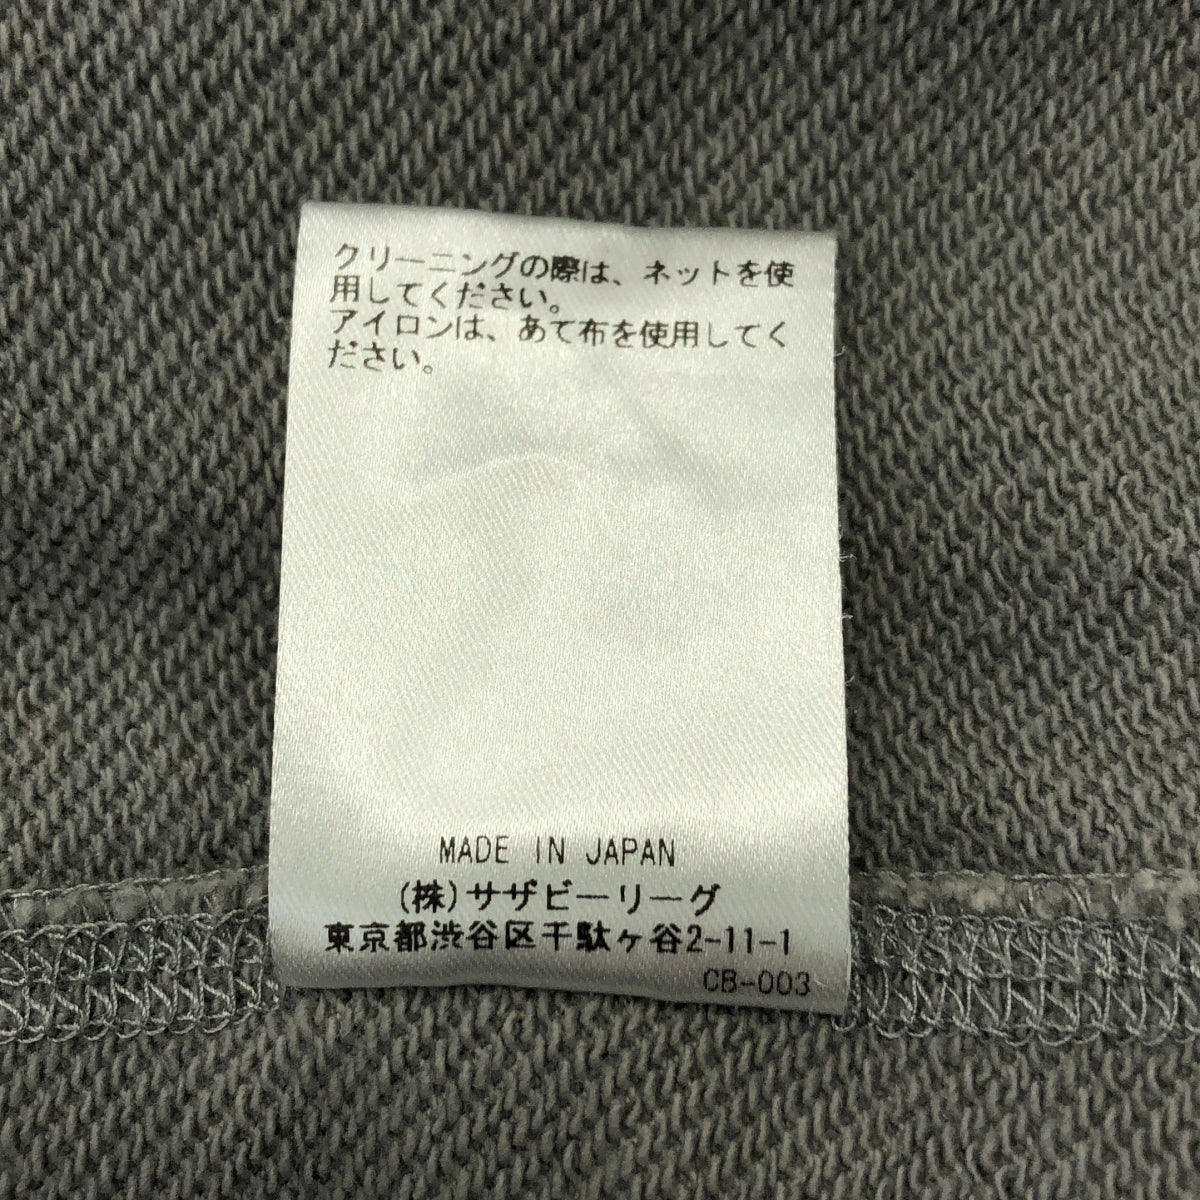 クリーニングの際は、ネットを使
用してください。
アイロンは、あて布を使用してく
ださい。
MADE IN JAPAN
(株)サザビーリーグ
東京都渋谷区千駄ヶ谷2-11-1
CB-003